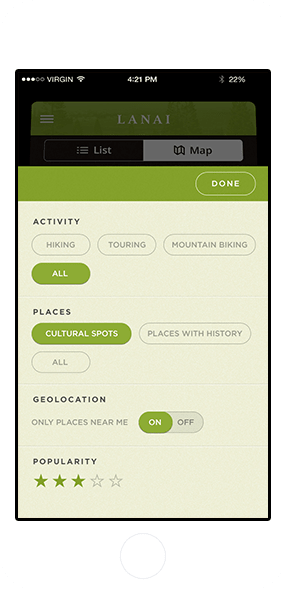 VIRGIN 4:21 PM 22%
LANAI
List Map
DONE
ACTIVITY
HIKING TOURING MOUNTAIN BIKING
ALL
PLACES
CULTURAL SPOTS PLACES WITH HISTORY
ALL
GEOLOCATION
ONLY PLACES NEAR ME ON OFF
POPULARITY